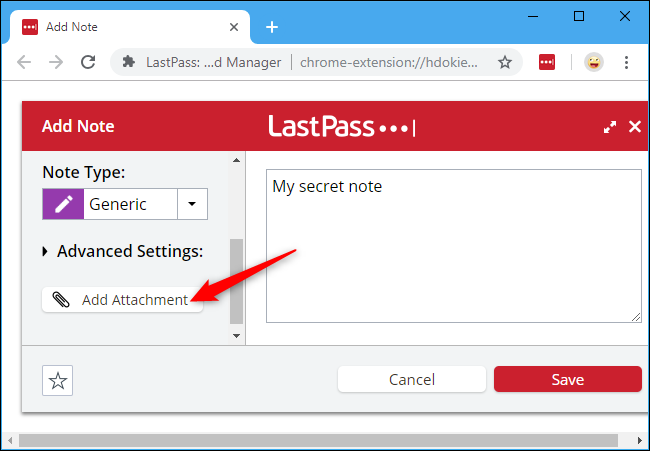 Add Note
LastPass: ...d Manager
chrome-extension://hdokie...
Add Note
LastPass
Note Type:
Generic
Advanced Settings:
Add Attachment
My secret note
Cancel
Save